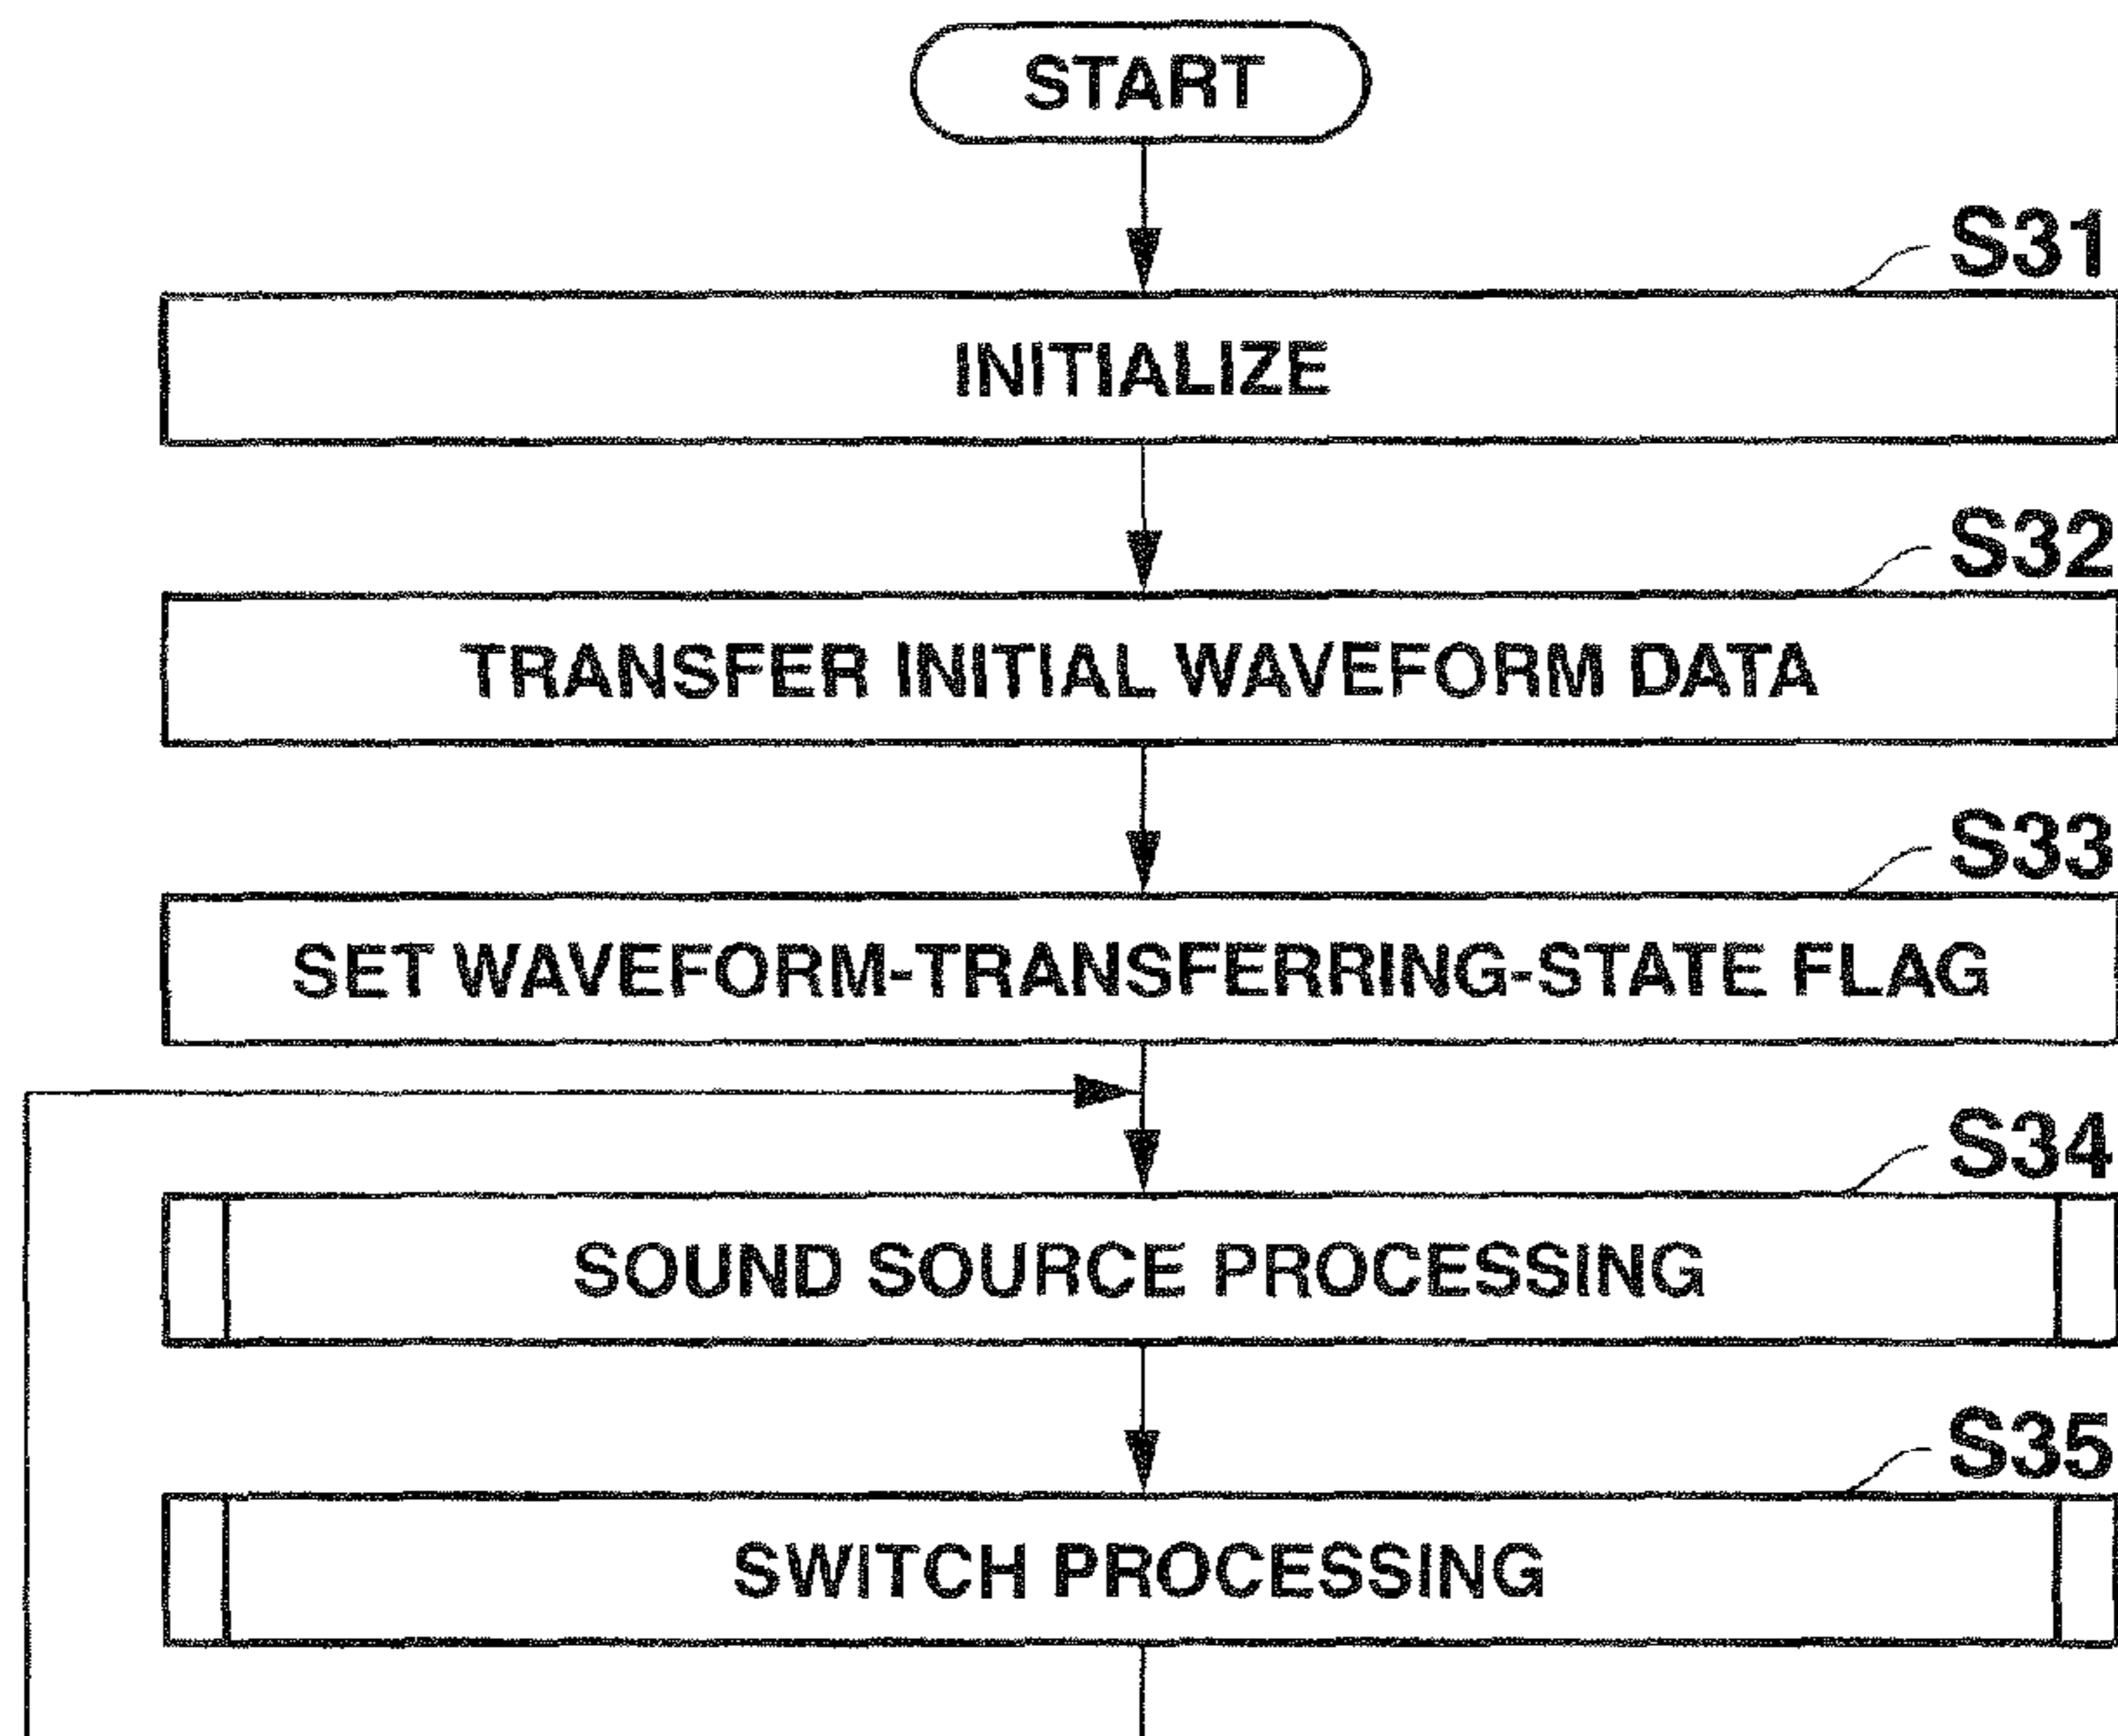 START
S31
INITIALIZE
S32
TRANSFER INITIAL WAVEFORM DATA
S33
SET WAVEFORM-TRANSFERRING-STATE FLAG
S34
SOUND SOURCE PROCESSING
S35
SWITCH PROCESSING